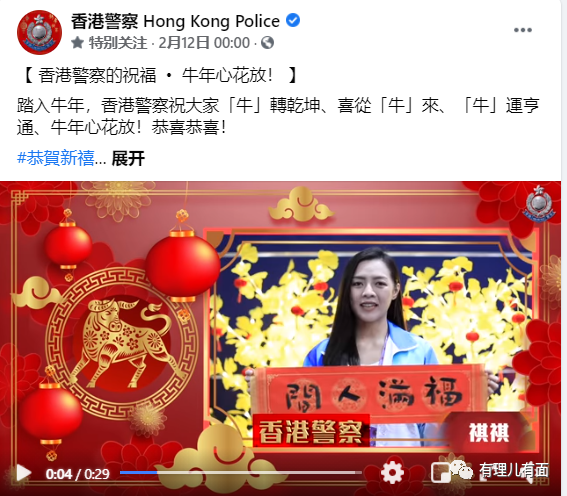 香港警察 Hong Kong Police
特别关注 · 2月12日 00:00 ·
【 香港警察的祝福 • 牛年心花放! 】
踏入牛年，香港警察祝大家「牛」轉乾坤、喜從「牛」來、「牛」運亨
通、牛年心花放! 恭喜恭喜!
#恭賀新禧... 展开
間人滿福
香港警察
祺祺
0:04 / 0:29
有理儿有面